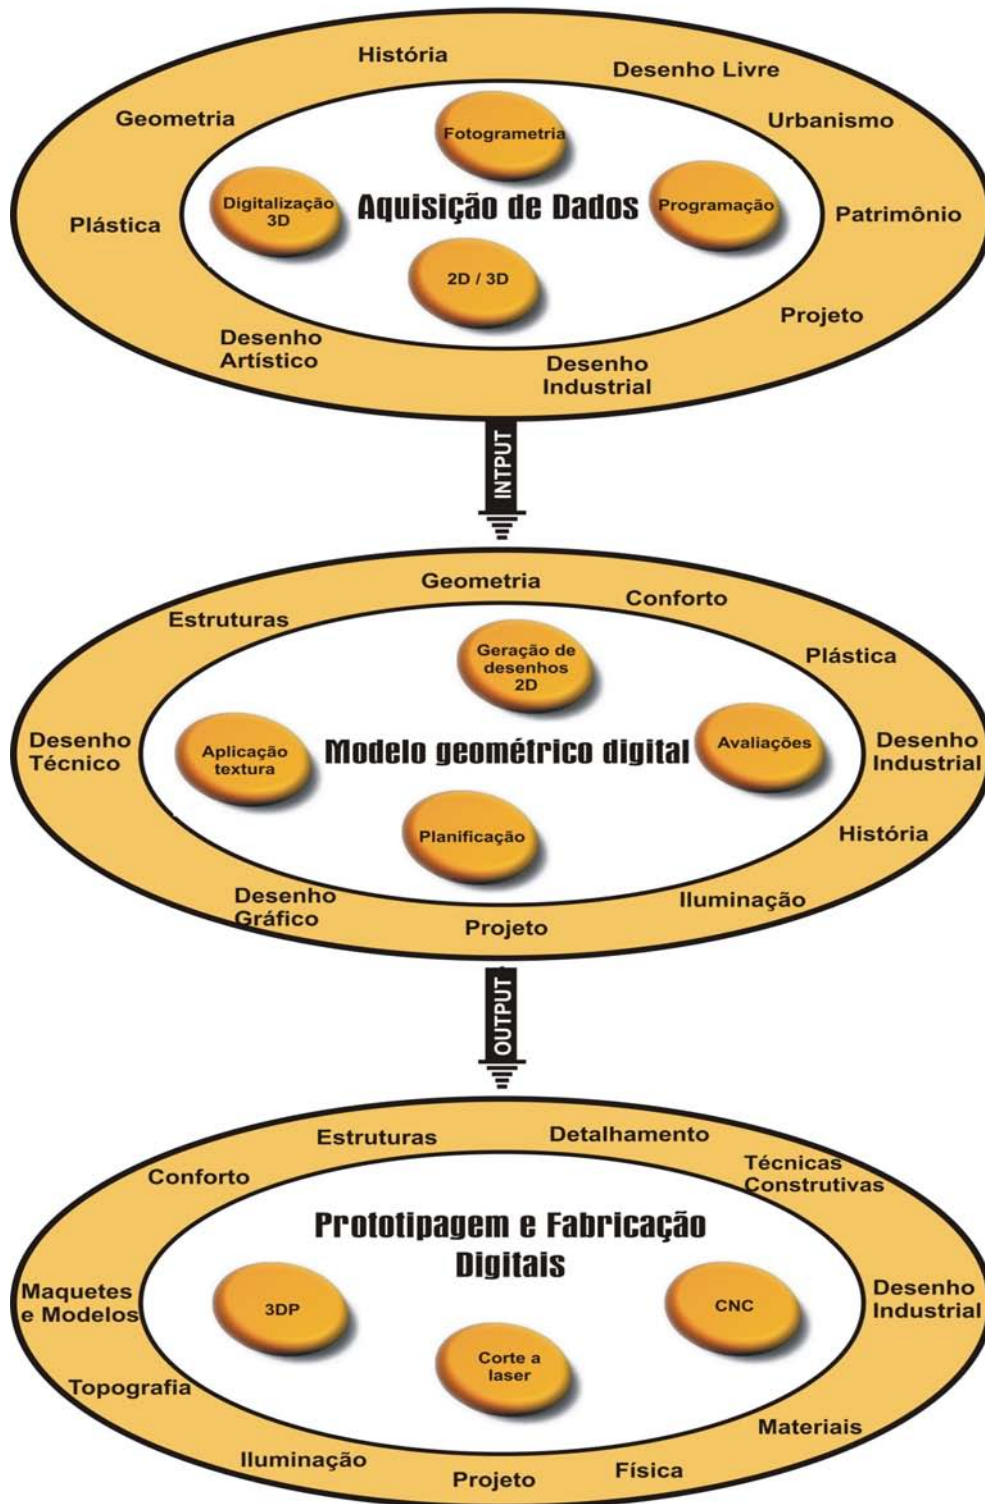 História
Desenho Livre
Geometria
Urbanismo
Fotogrametria
Digitalização
3D
Aquisição de Dados
Programação
Plástica
Patrimônio
2D / 3D
Projeto
Desenho
Artístico
Desenho
Industrial
INTPUT
Geometria
Conforto
Estruturas
Plástica
Geração de
desenhos
2D
Desenho
Técnico
Aplicação
textura
Modelo geométrico digital
Avaliações
Desenho
Industrial
Planificação
História
Desenho
Gráfico
Iluminação
Projeto
OUTPUT
Estruturas
Detalhamento
Conforto
Técnicas
Construtivas
Prototipagem e Fabricação
Digitais
Maquetes
e Modelos
3DP
CNC
Desenho
Industrial
Corte a
laser
Topografia
Materiais
Iluminação
Projeto
Física